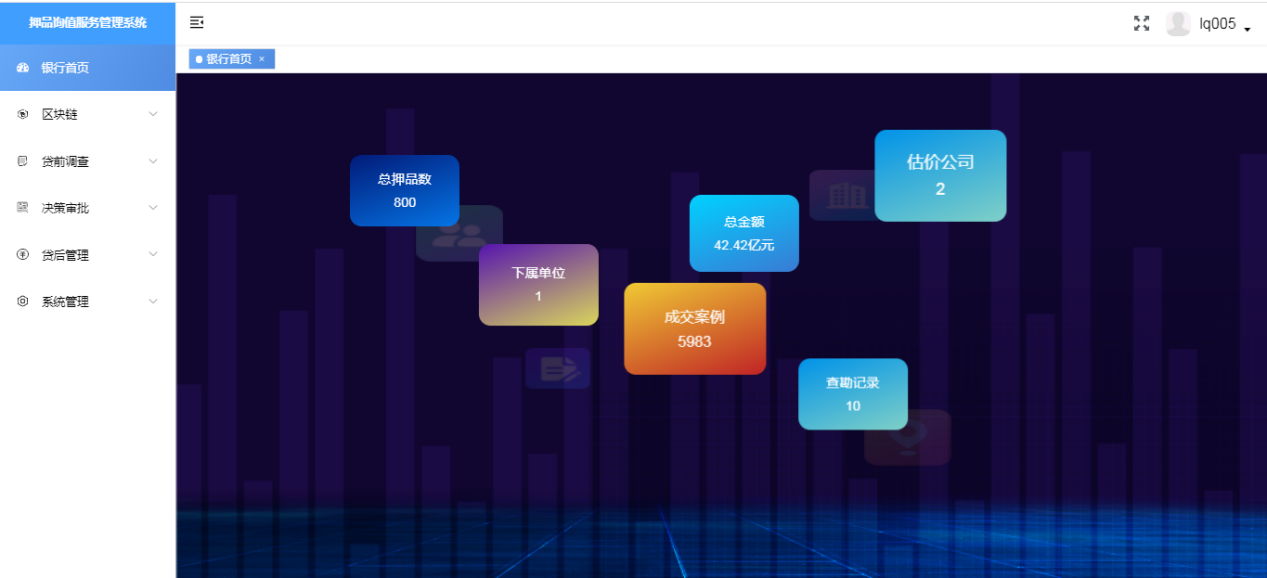 押品询值服务管理系统
lq005
银行首页
银行首页 ×
区块链
贷前调查
决策审批
贷后管理
系统管理
总押品数
800
下属单位
1
总金额
42.42亿元
估价公司
2
成交案例
5983
查勘记录
10